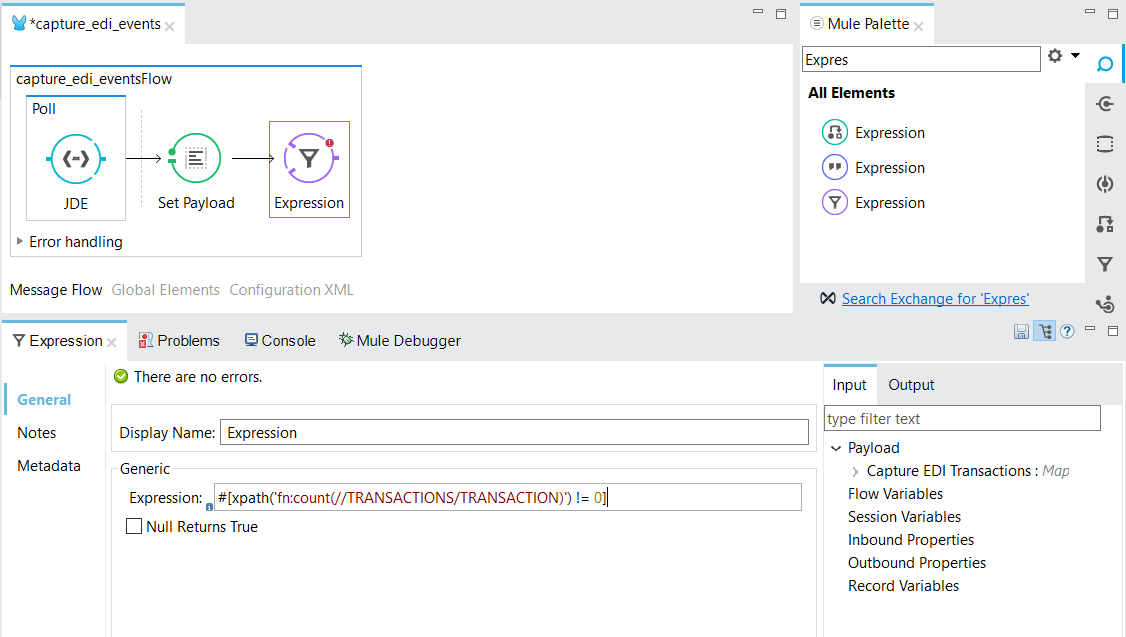 *capture_edi_events
capture_edi_eventsFlow
Poll
JDE
Set Payload
Expression
Error handling
Message Flow Global Elements Configuration XML
Mule Palette
Expres
All Elements
Expression
Expression
Expression
Search Exchange for 'Expres'
Expression Problems Console Mule Debugger
There are no errors.
General
Notes
Metadata
Display Name: Expression
Generic
Expression: #[xpath('fn:count(//TRANSACTIONS/TRANSACTION)') != 0]
Null Returns True
Input Output
type filter text
Payload
Capture EDI Transactions : Map
Flow Variables
Session Variables
Inbound Properties
Outbound Properties
Record Variables